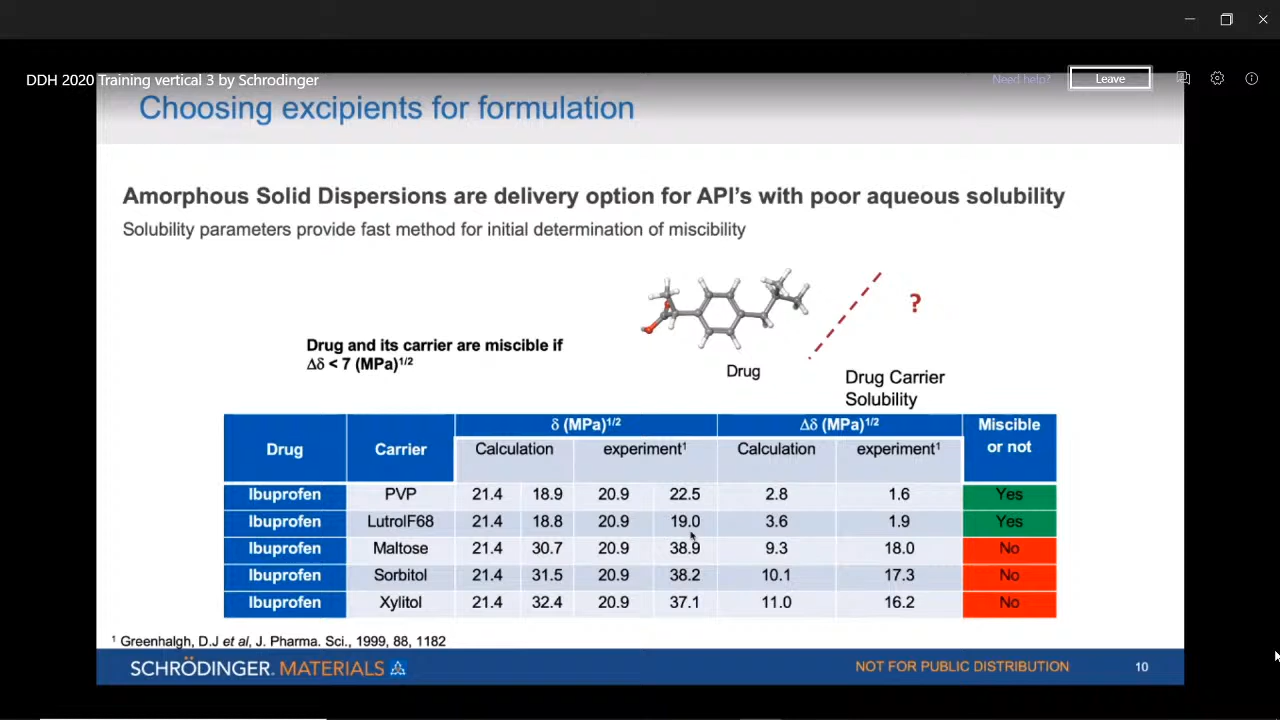 DDH 2020 Training vertical 3 by Schrodinger
Need help?
Leave
Choosing excipients for formulation
Amorphous Solid Dispersions are delivery option for API's with poor aqueous solubility
Solubility parameters provide fast method for initial determination of miscibility
?
Drug and its carrier are miscible if
Δδ < 7 (MPa)¹/²
Drug
Drug Carrier
Solubility
Drug Carrier δ (MPa)¹/² Δδ (MPa)¹/² Miscible or not
Calculation experiment¹ Calculation experiment¹
Ibuprofen PVP 21.4 18.9 20.9 22.5 2.8 1.6 Yes
Ibuprofen LutrolF68 21.4 18.8 20.9 19.0 3.6 1.9 Yes
Ibuprofen Maltose 21.4 30.7 20.9 38.9 9.3 18.0 No
Ibuprofen Sorbitol 21.4 31.5 20.9 38.2 10.1 17.3 No
Ibuprofen Xylitol 21.4 32.4 20.9 37.1 11.0 16.2 No
¹ Greenhalgh, D.J et al, J. Pharma. Sci., 1999, 88, 1182
SCHRÖDINGER. MATERIALS
NOT FOR PUBLIC DISTRIBUTION
10